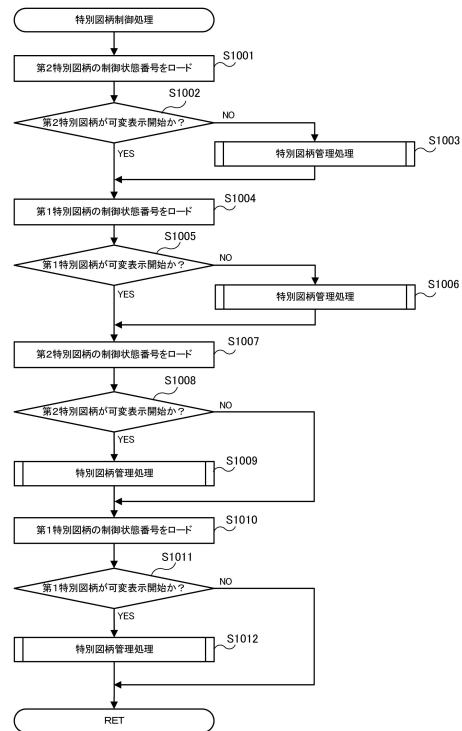 特別図柄制御処理
S1001
第2特別図柄の制御状態番号をロード
S1002
第2特別図柄が可変表示開始か？
NO
YES
S1003
特別図柄管理処理
S1004
第1特別図柄の制御状態番号をロード
S1005
第1特別図柄が可変表示開始か？
NO
YES
S1006
特別図柄管理処理
S1007
第2特別図柄の制御状態番号をロード
S1008
第2特別図柄が可変表示開始か？
NO
YES
S1009
特別図柄管理処理
S1010
第1特別図柄の制御状態番号をロード
S1011
第1特別図柄が可変表示開始か？
NO
YES
S1012
特別図柄管理処理
RET